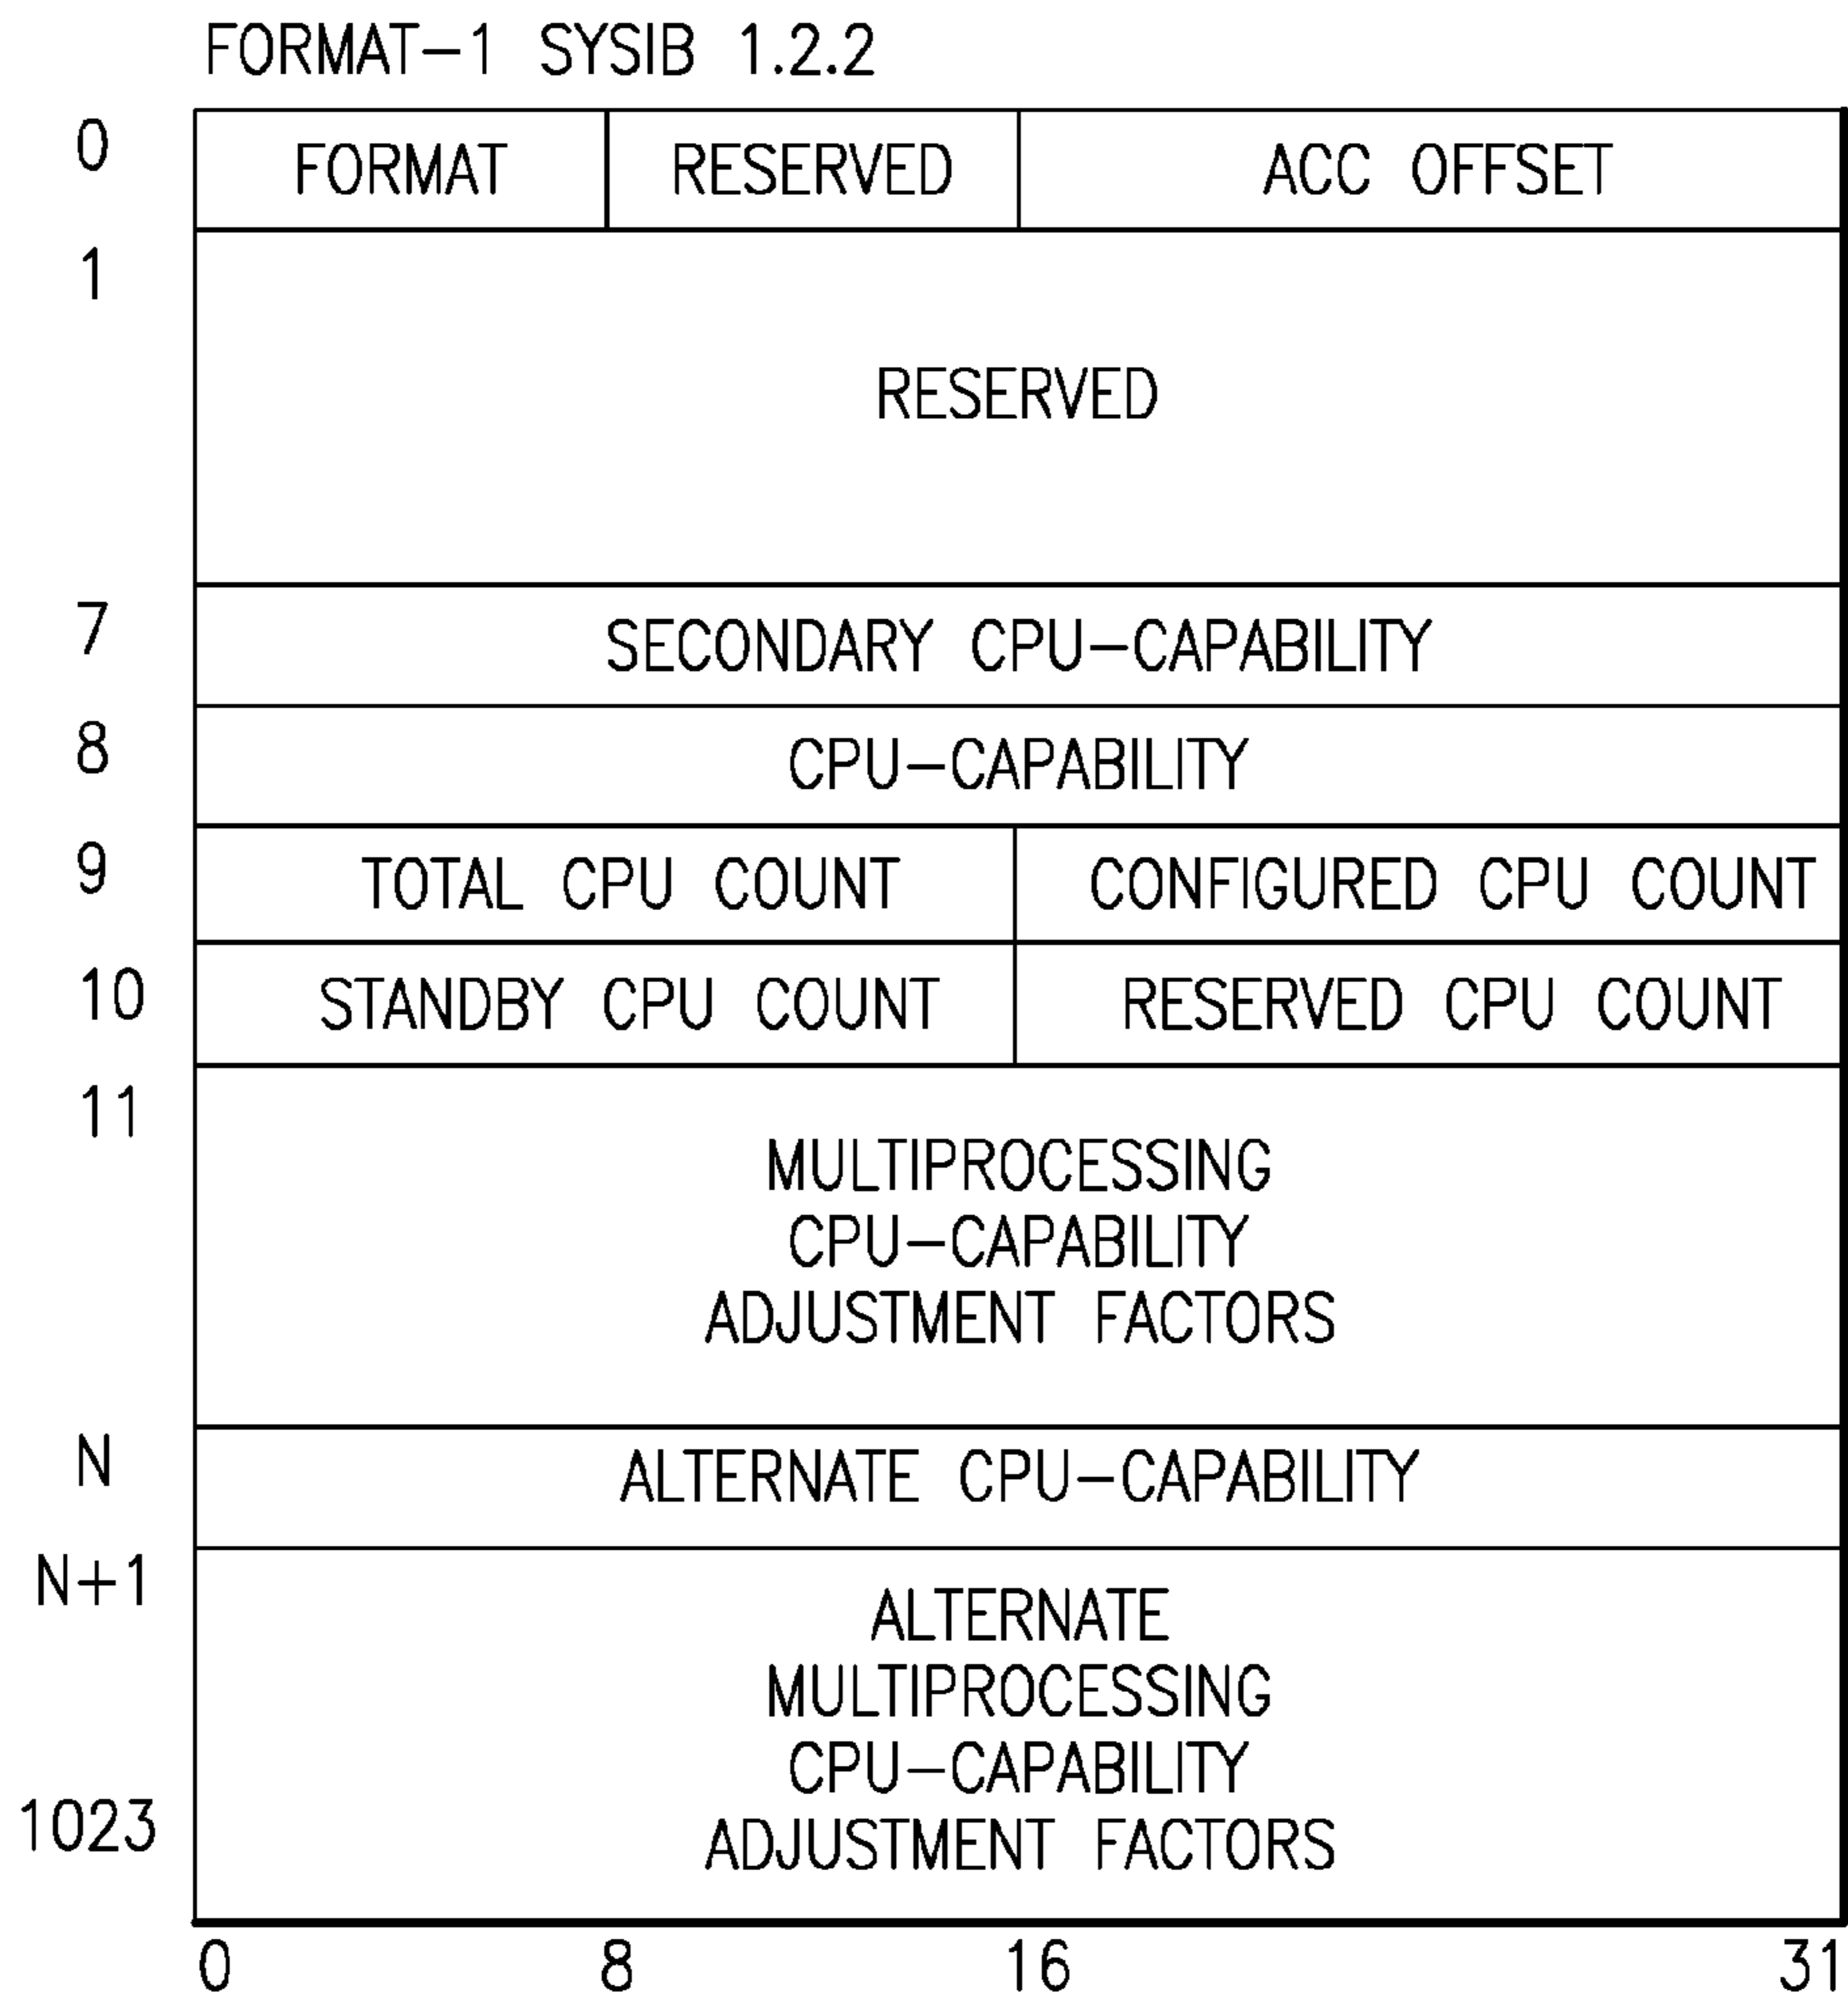 FORMAT-1 SYSIB 1.2.2
0 FORMAT RESERVED ACC OFFSET
1
RESERVED
7 SECONDARY CPU-CAPABILITY
8 CPU-CAPABILITY
9 TOTAL CPU COUNT CONFIGURED CPU COUNT
10 STANDBY CPU COUNT RESERVED CPU COUNT
11
MULTIPROCESSING
CPU-CAPABILITY
ADJUSTMENT FACTORS
N ALTERNATE CPU-CAPABILITY
N+1
ALTERNATE
MULTIPROCESSING
CPU-CAPABILITY
1023 ADJUSTMENT FACTORS
0 8 16 31